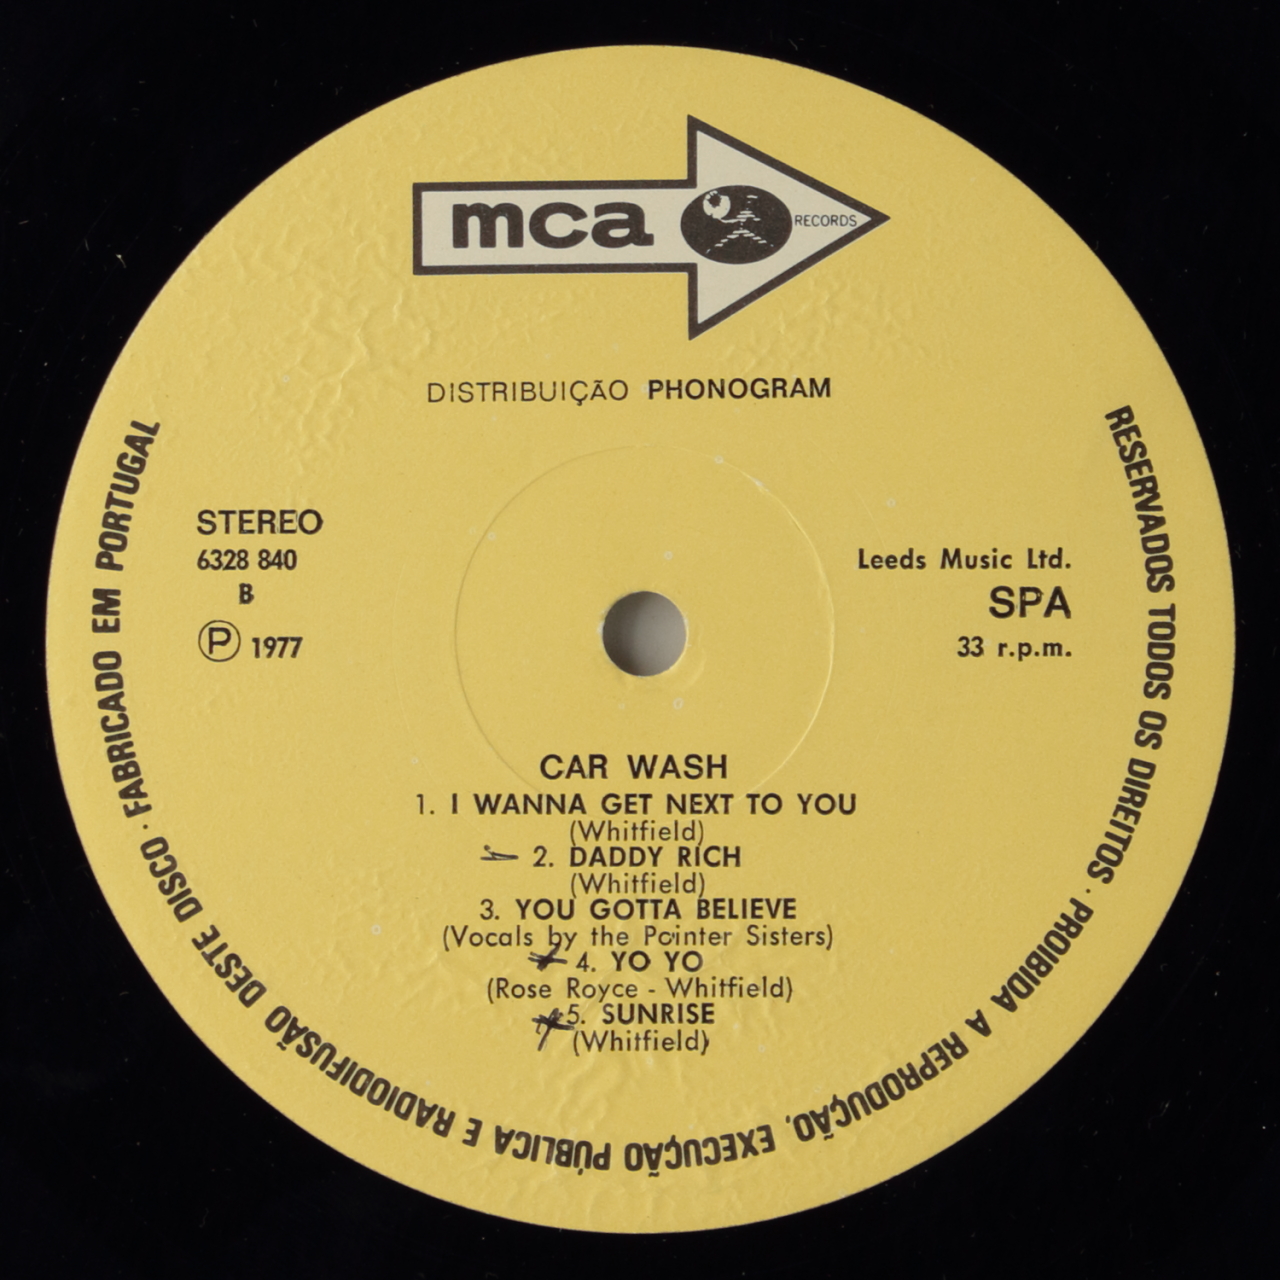 mca RECORDS
DISTRIBUIÇÃO PHONOGRAM
STEREO
6328 840
B
Ⓟ 1977
Leeds Music Ltd.
SPA
33 r.p.m.
CAR WASH
1. I WANNA GET NEXT TO YOU
(Whitfield)
2. DADDY RICH
(Whitfield)
3. YOU GOTTA BELIEVE
(Vocals by the Pointer Sisters)
4. YO YO
(Rose Royce - Whitfield)
5. SUNRISE
(Whitfield)
RESERVADOS TODOS OS DIREITOS · PROIBIDA A REPRODUÇÃO, EXECUÇÃO PÚBLICA E RADIODIFUSÃO DESTE DISCO · FABRICADO EM PORTUGAL